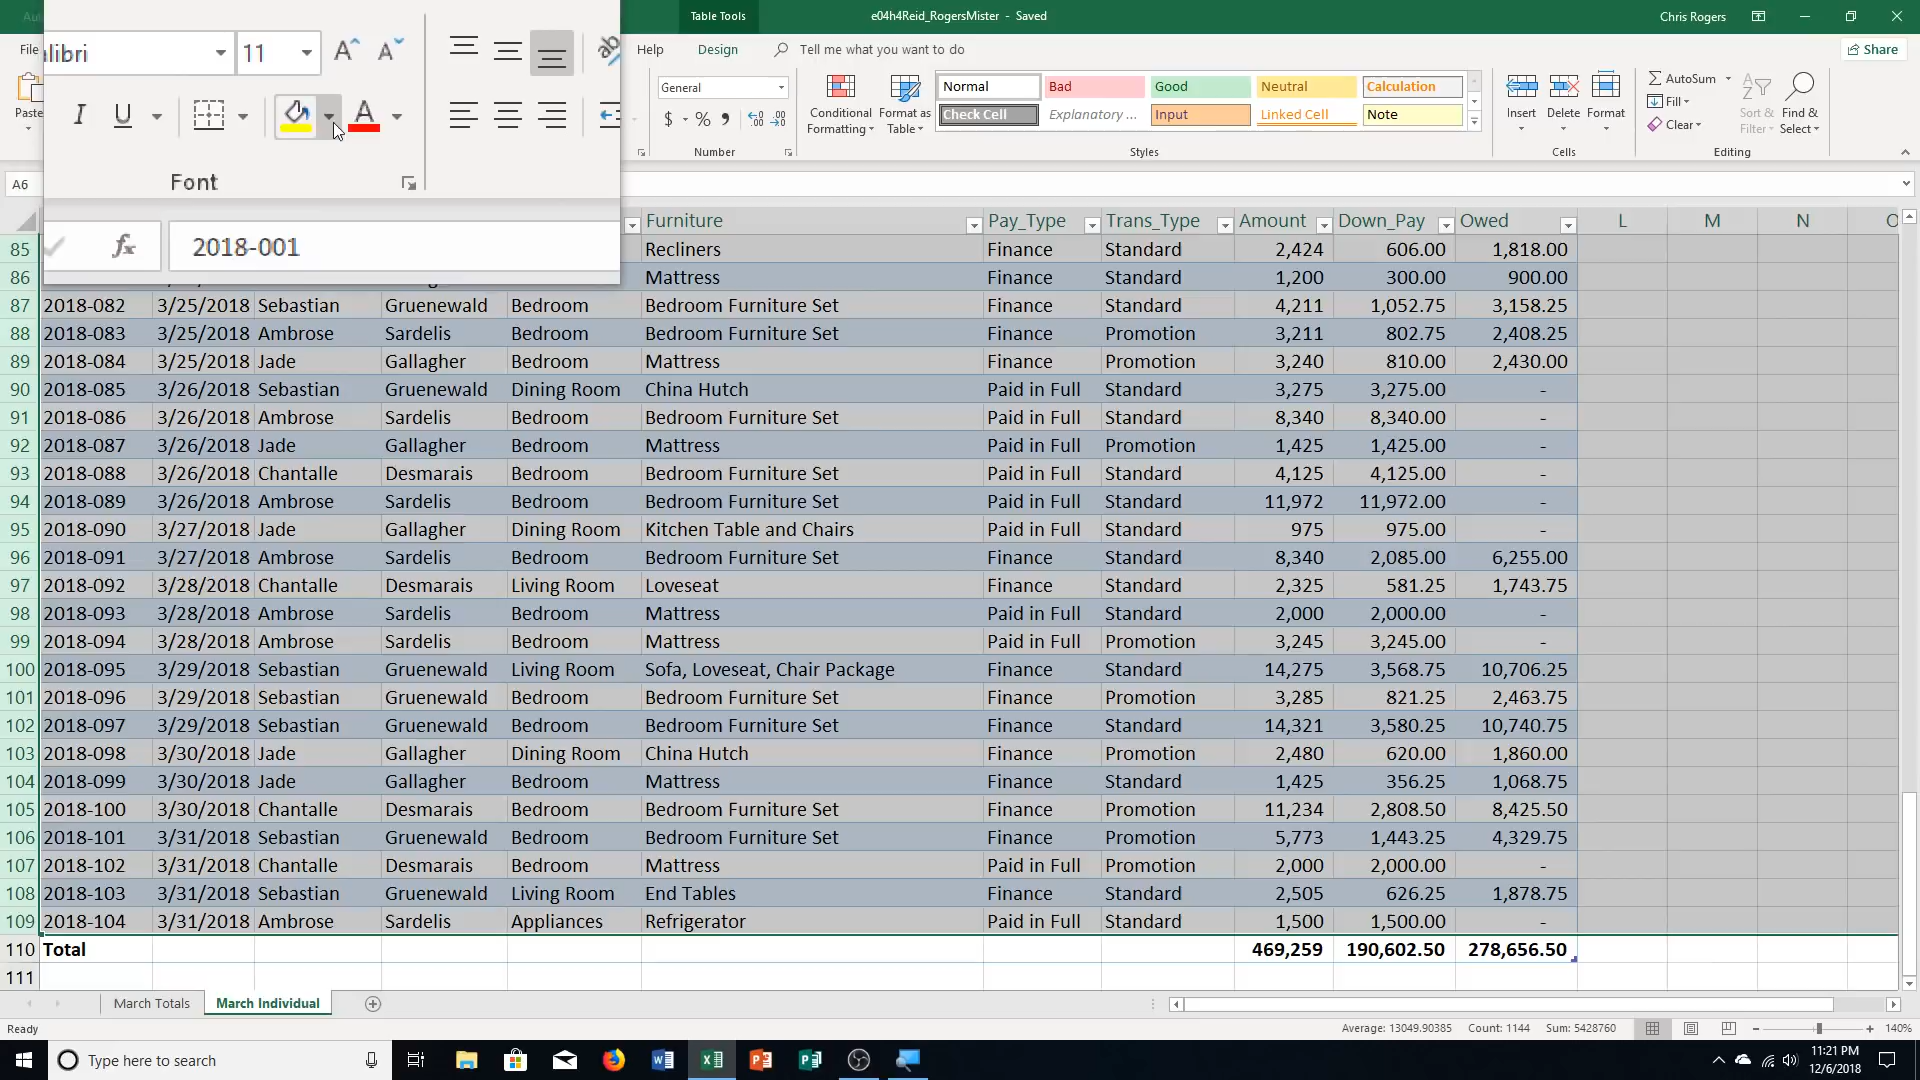 Table Tools
e04h4Reid_RogersMister - Saved
Chris Rogers
File
Help
Design
Tell me what you want to do
Share
Paste
libri
11
A
A
ab
I
U
A
Font
fx
2018-001
General
$
%
Number
Conditional Formatting
Format as Table
Normal
Bad
Good
Neutral
Calculation
Check Cell
Explanatory ...
Input
Linked Cell
Note
Styles
Insert
Delete
Format
Cells
AutoSum
Fill
Clear
Sort & Filter
Find & Select
Editing
A6
Furniture Pay_Type Trans_Type Amount Down_Pay Owed L M N
85 Recliners Finance Standard 2,424 606.00 1,818.00
86 Mattress Finance Standard 1,200 300.00 900.00
87 2018-082 3/25/2018 Sebastian Gruenewald Bedroom Bedroom Furniture Set Finance Standard 4,211 1,052.75 3,158.25
88 2018-083 3/25/2018 Ambrose Sardelis Bedroom Bedroom Furniture Set Finance Promotion 3,211 802.75 2,408.25
89 2018-084 3/25/2018 Jade Gallagher Bedroom Mattress Finance Promotion 3,240 810.00 2,430.00
90 2018-085 3/26/2018 Sebastian Gruenewald Dining Room China Hutch Paid in Full Standard 3,275 3,275.00 -
91 2018-086 3/26/2018 Ambrose Sardelis Bedroom Bedroom Furniture Set Paid in Full Standard 8,340 8,340.00 -
92 2018-087 3/26/2018 Jade Gallagher Bedroom Mattress Paid in Full Promotion 1,425 1,425.00 -
93 2018-088 3/26/2018 Chantalle Desmarais Bedroom Bedroom Furniture Set Paid in Full Standard 4,125 4,125.00 -
94 2018-089 3/26/2018 Ambrose Sardelis Bedroom Bedroom Furniture Set Paid in Full Standard 11,972 11,972.00 -
95 2018-090 3/27/2018 Jade Gallagher Dining Room Kitchen Table and Chairs Paid in Full Standard 975 975.00 -
96 2018-091 3/27/2018 Ambrose Sardelis Bedroom Bedroom Furniture Set Finance Standard 8,340 2,085.00 6,255.00
97 2018-092 3/28/2018 Chantalle Desmarais Living Room Loveseat Finance Standard 2,325 581.25 1,743.75
98 2018-093 3/28/2018 Ambrose Sardelis Bedroom Mattress Paid in Full Standard 2,000 2,000.00 -
99 2018-094 3/28/2018 Ambrose Sardelis Bedroom Mattress Paid in Full Promotion 3,245 3,245.00 -
100 2018-095 3/29/2018 Sebastian Gruenewald Living Room Sofa, Loveseat, Chair Package Finance Standard 14,275 3,568.75 10,706.25
101 2018-096 3/29/2018 Sebastian Gruenewald Bedroom Bedroom Furniture Set Finance Promotion 3,285 821.25 2,463.75
102 2018-097 3/29/2018 Sebastian Gruenewald Bedroom Bedroom Furniture Set Finance Standard 14,321 3,580.25 10,740.75
103 2018-098 3/30/2018 Jade Gallagher Dining Room China Hutch Finance Promotion 2,480 620.00 1,860.00
104 2018-099 3/30/2018 Jade Gallagher Bedroom Mattress Finance Standard 1,425 356.25 1,068.75
105 2018-100 3/30/2018 Chantalle Desmarais Bedroom Bedroom Furniture Set Finance Promotion 11,234 2,808.50 8,425.50
106 2018-101 3/31/2018 Sebastian Gruenewald Bedroom Bedroom Furniture Set Finance Promotion 5,773 1,443.25 4,329.75
107 2018-102 3/31/2018 Chantalle Desmarais Bedroom Mattress Paid in Full Promotion 2,000 2,000.00 -
108 2018-103 3/31/2018 Sebastian Gruenewald Living Room End Tables Finance Standard 2,505 626.25 1,878.75
109 2018-104 3/31/2018 Ambrose Sardelis Appliances Refrigerator Paid in Full Standard 1,500 1,500.00 -
110 Total 469,259 190,602.50 278,656.50
111
March Totals
March Individual
Ready
Average: 13049.90385 Count: 1144 Sum: 5428760
140%
Type here to search
11:21 PM
12/6/2018